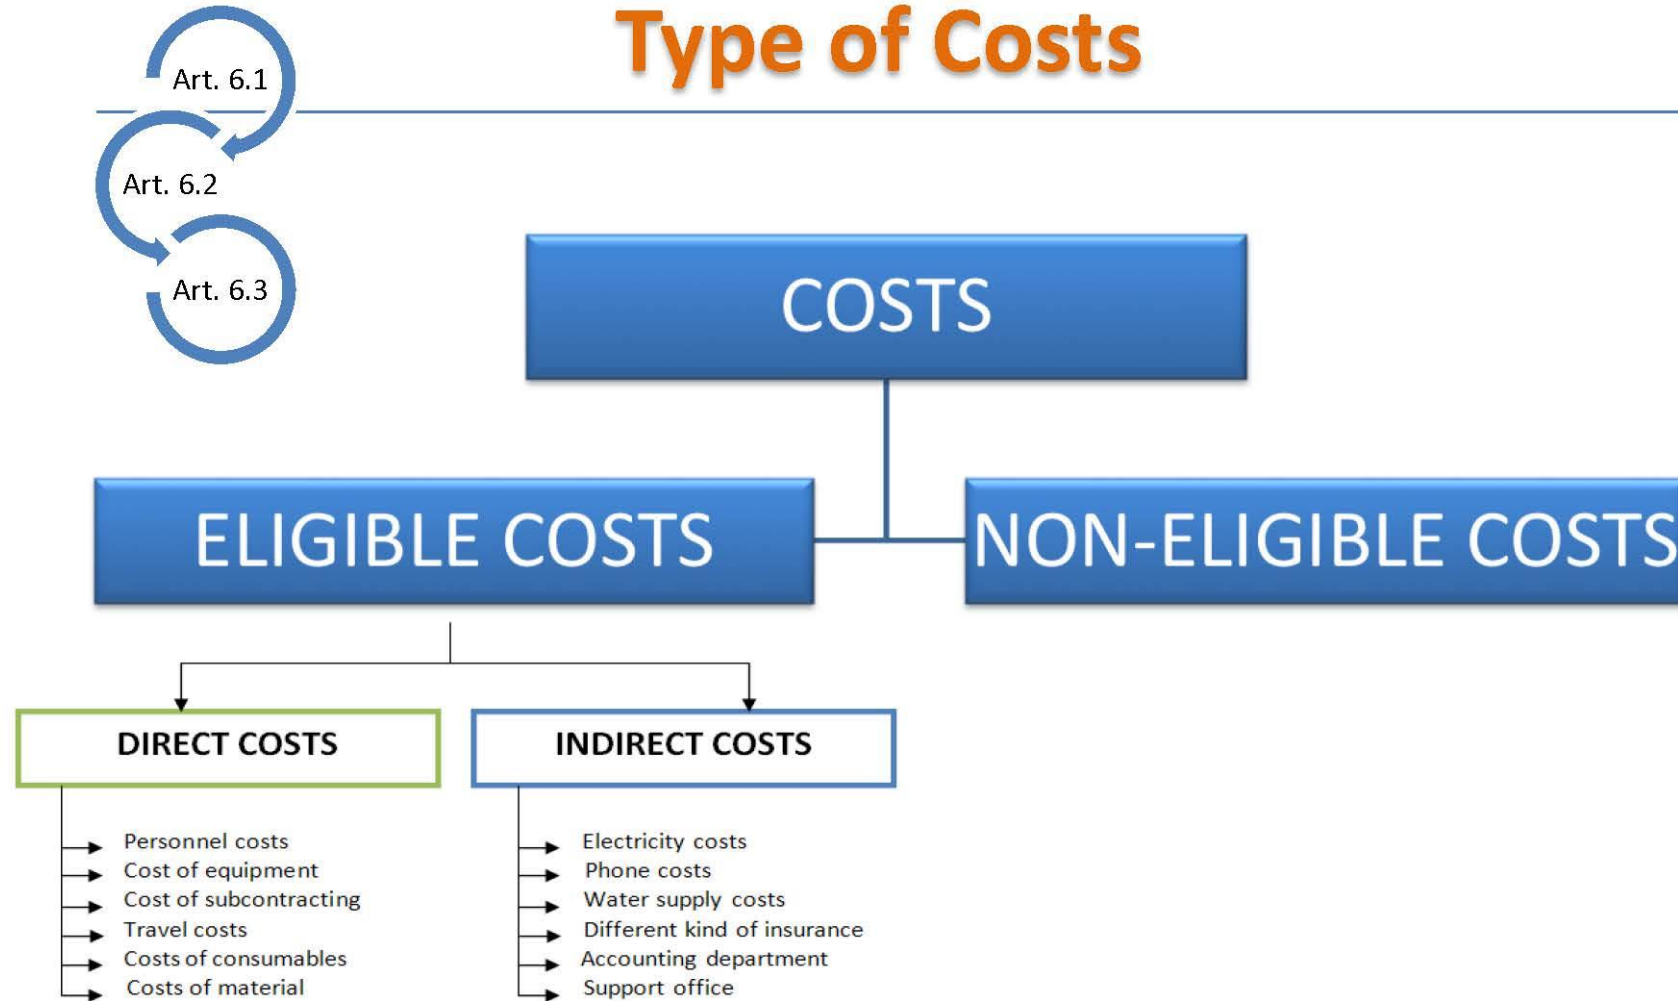 Type of Costs
Art. 6.1
Art. 6.2
Art. 6.3
COSTS
ELIGIBLE COSTS
NON-ELIGIBLE COSTS
DIRECT COSTS
Personnel costs
Cost of equipment
Cost of subcontracting
Travel costs
Costs of consumables
Costs of material
INDIRECT COSTS
Electricity costs
Phone costs
Water supply costs
Different kind of insurance
Accounting department
Support office